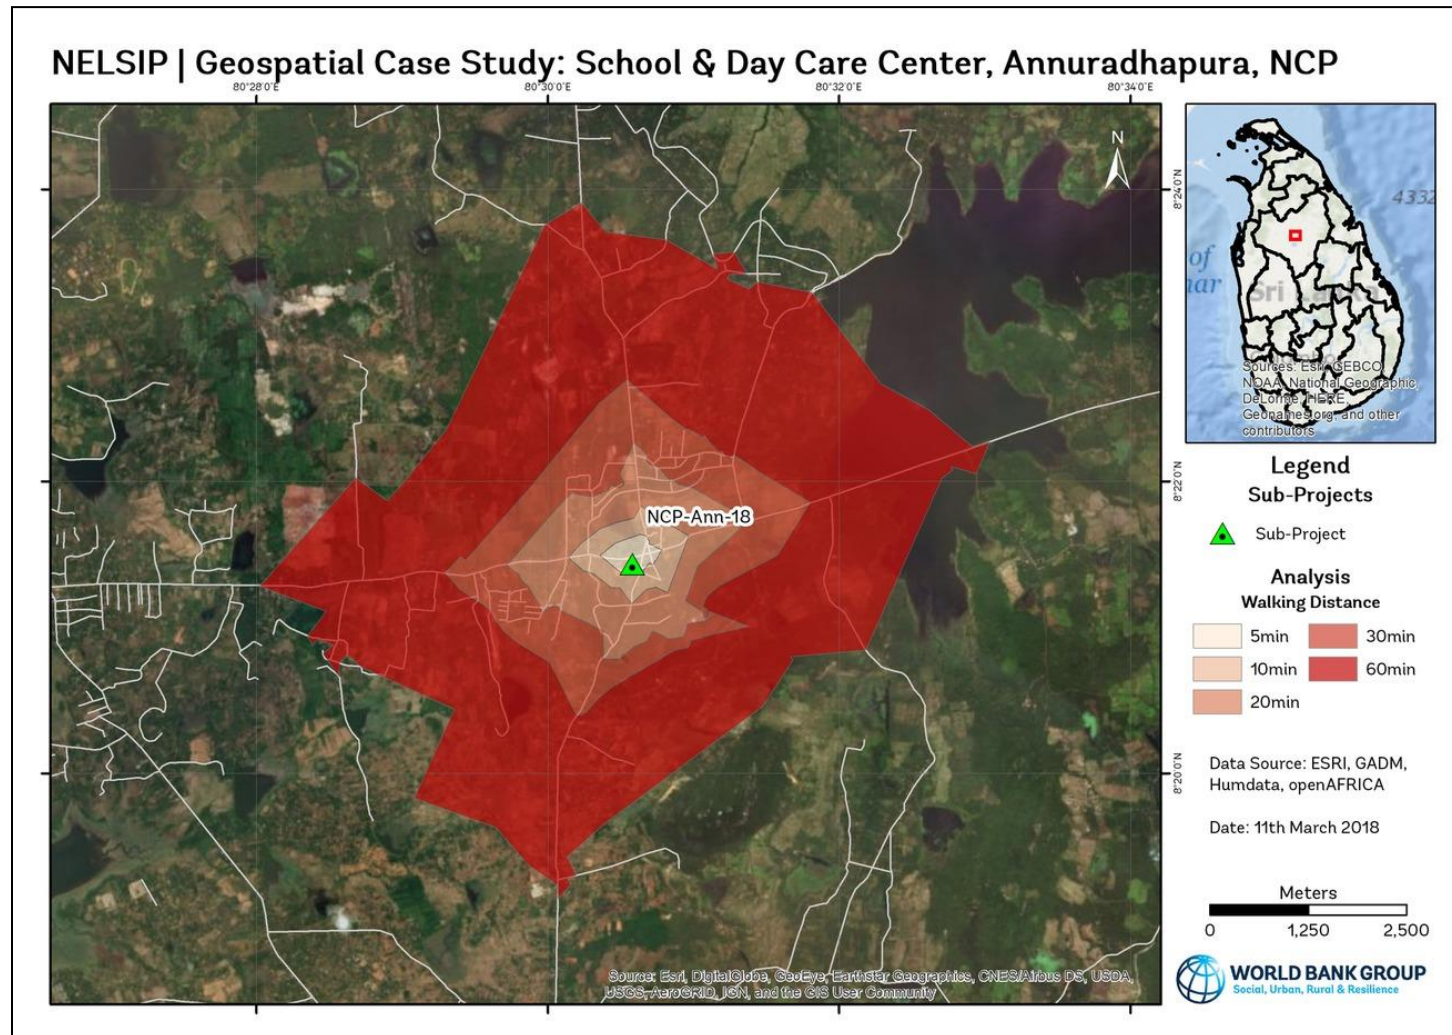 NELSIP | Geospatial Case Study: School & Day Care Center, Annuradhapura, NCP
80°28'0"E
80°30'0"E
80°32'0"E
80°34'0"E
N
8°24'0"N
8°22'0"N
8°20'0"N
NCP-Ann-18
Source: Esri, DigitalGlobe, GeoEye, Earthstar Geographics, CNES/Airbus DS, USDA,
USGS, AeroGRID, IGN, and the GIS User Community
433
of
nar
Sri
Sources: Esri, GEBCO,
NOAA, National Geographic,
DeLorme, HERE,
Geonames.org, and other
contributors
Legend
Sub-Projects
Sub-Project
Analysis
Walking Distance
5min
30min
10min
60min
20min
Data Source: ESRI, GADM,
Humdata, openAFRICA
Date: 11th March 2018
Meters
0 1,250 2,500
WORLD BANK GROUP
Social, Urban, Rural & Resilience